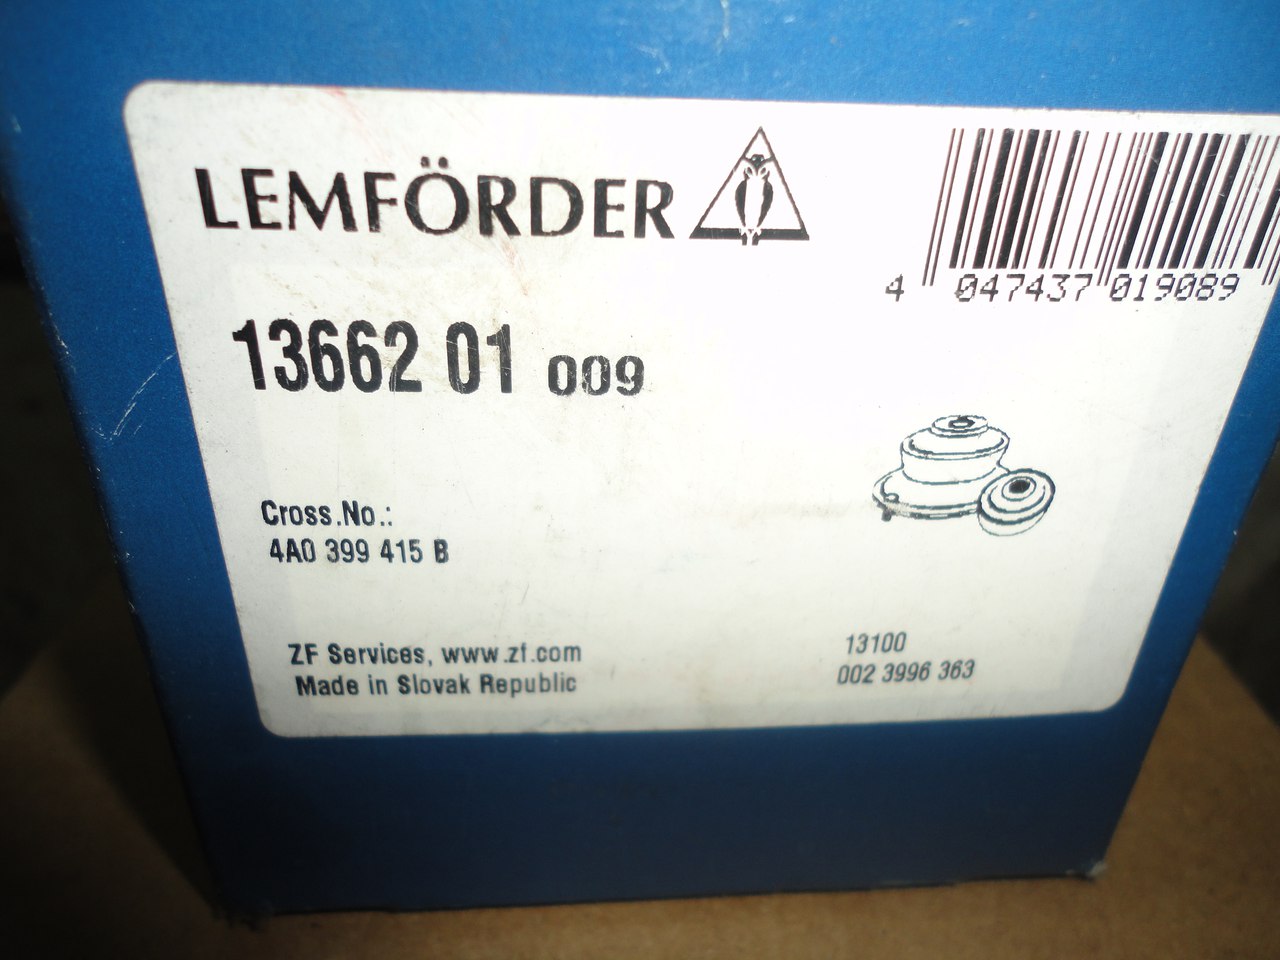 LEMFÖRDER
4 047437 019089
13662 01 009
Cross.No.:
4A0 399 415 B
ZF Services, www.zf.com
Made in Slovak Republic
13100
002 3996 363